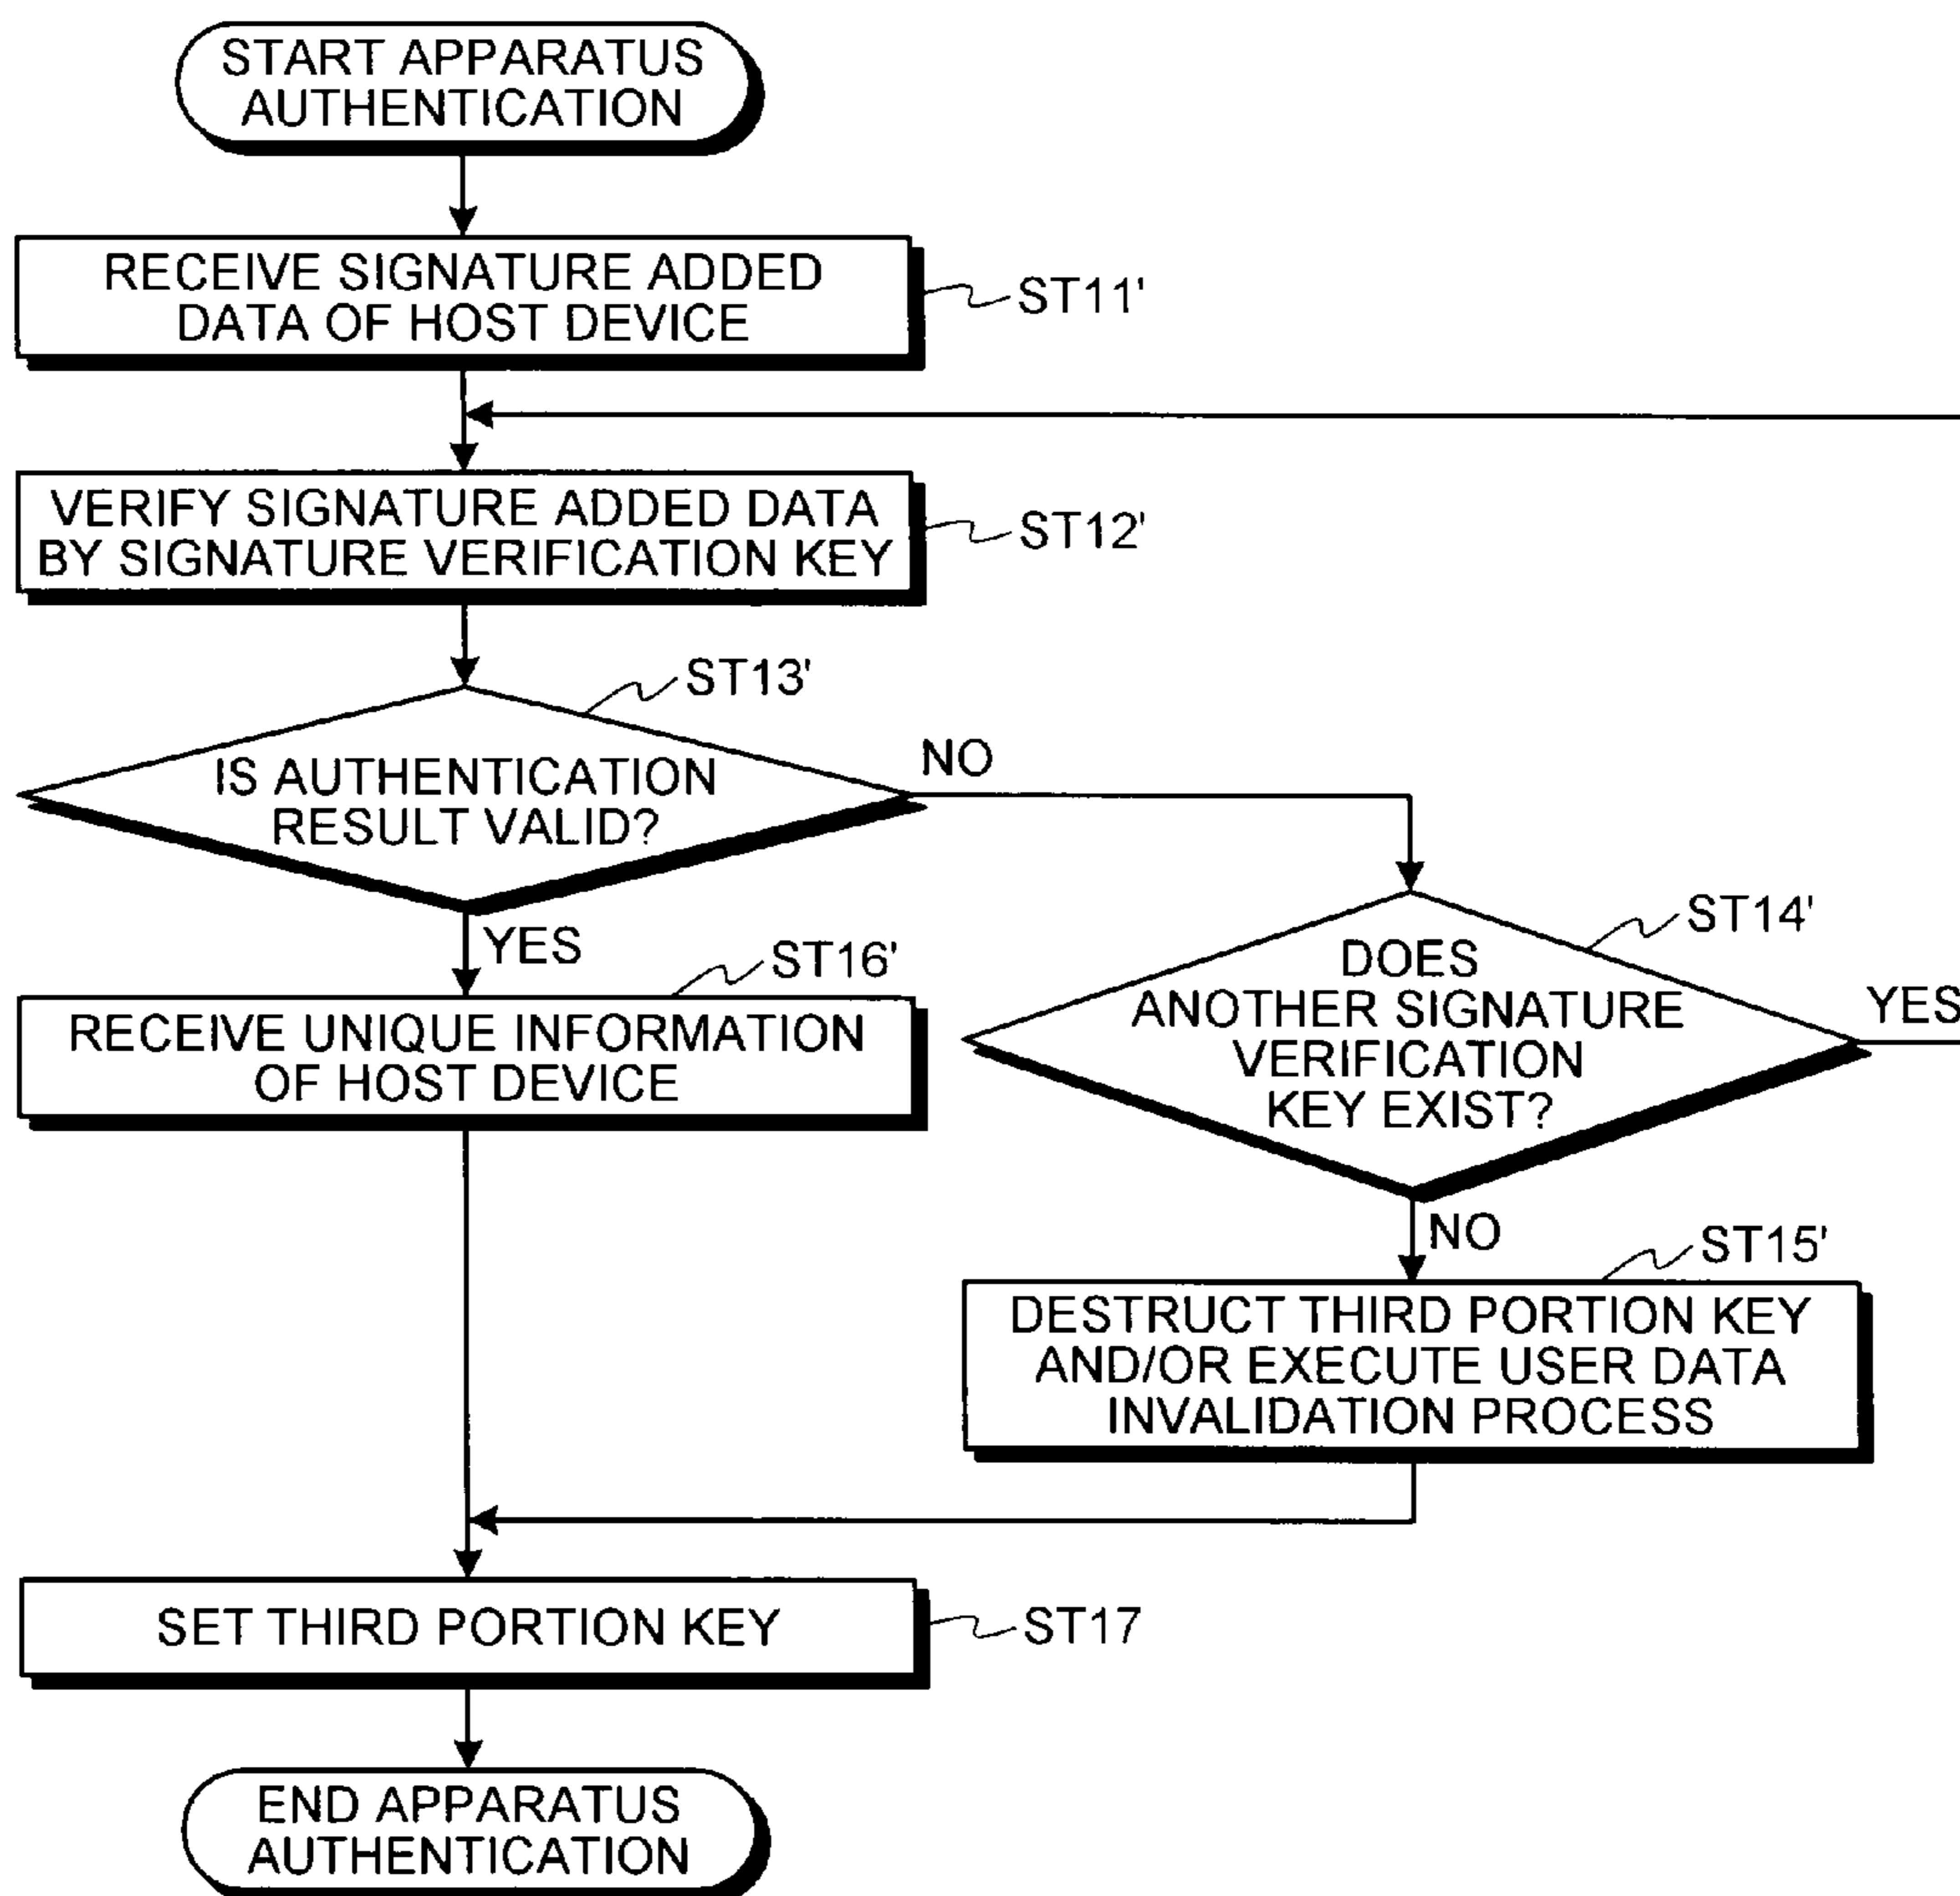 START APPARATUS
AUTHENTICATION
RECEIVE SIGNATURE ADDED
DATA OF HOST DEVICE
ST11'
VERIFY SIGNATURE ADDED DATA
BY SIGNATURE VERIFICATION KEY
ST12'
ST13'
IS AUTHENTICATION
RESULT VALID?
NO
YES
ST14'
DOES
ANOTHER SIGNATURE
VERIFICATION
KEY EXIST?
YES
ST16'
RECEIVE UNIQUE INFORMATION
OF HOST DEVICE
NO
ST15'
DESTRUCT THIRD PORTION KEY
AND/OR EXECUTE USER DATA
INVALIDATION PROCESS
SET THIRD PORTION KEY
ST17
END APPARATUS
AUTHENTICATION